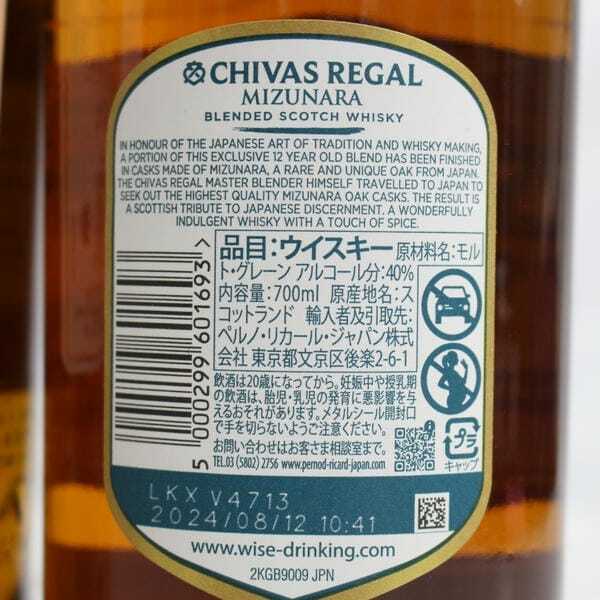 CHIVAS REGAL
MIZUNARA
BLENDED SCOTCH WHISKY
IN HONOUR OF THE JAPANESE ART OF TRADITION AND WHISKY MAKING,
A PORTION OF THIS EXCLUSIVE 12 YEAR OLD BLEND HAS BEEN FINISHED
IN CASKS MADE OF MIZUNARA, A RARE AND UNIQUE OAK FROM JAPAN.
THE CHIVAS REGAL MASTER BLENDER HIMSELF TRAVELLED TO JAPAN TO
SEEK OUT THE HIGHEST QUALITY MIZUNARA OAK CASKS. THE RESULT IS
A SCOTTISH TRIBUTE TO JAPANESE DISCERNMENT. A WONDERFULLY
INDULGENT WHISKY WITH A TOUCH OF SPICE.
品目:ウイスキー 原材料名:モル
ト・グレーン アルコール分:40%
内容量:700ml 原産地名:ス
コットランド 輸入者及引取先:
ペルノ・リカール・ジャパン株式
会社 東京都文京区後楽2-6-1
飲酒は20歳になってから。妊娠中や授乳期
の飲酒は、胎児・乳児の発育に悪影響を与
えるおそれがあります。メタルシール開封口
で手を切らないようご注意ください。
お問い合わせはお客さま相談室まで。
TEL.03 (5802) 2756 www.pernod-ricard-japan.com
プラ
キャップ
5 000299 601693 >
LKX V4713
2024/08/12 10:41
www.wise-drinking.com
2KGB9009 JPN